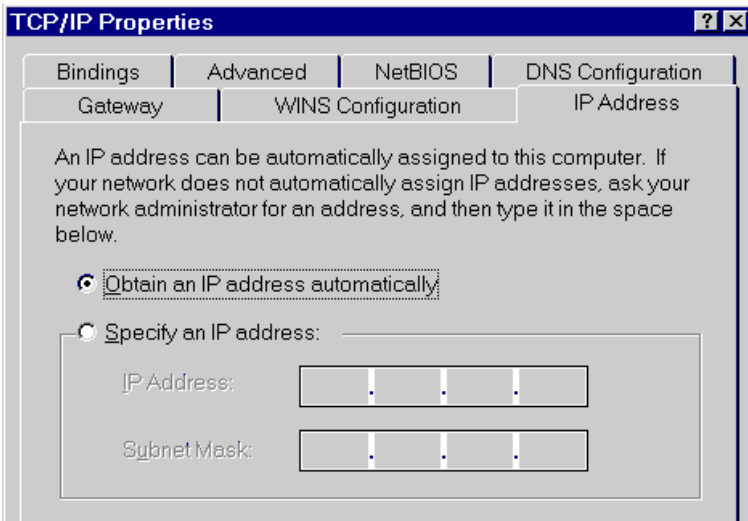 TCP/IP Properties
Bindings Advanced NetBIOS DNS Configuration
Gateway WINS Configuration IP Address
An IP address can be automatically assigned to this computer. If
your network does not automatically assign IP addresses, ask your
network administrator for an address, and then type it in the space
below.
Obtain an IP address automatically
Specify an IP address:
IP Address:
Subnet Mask: